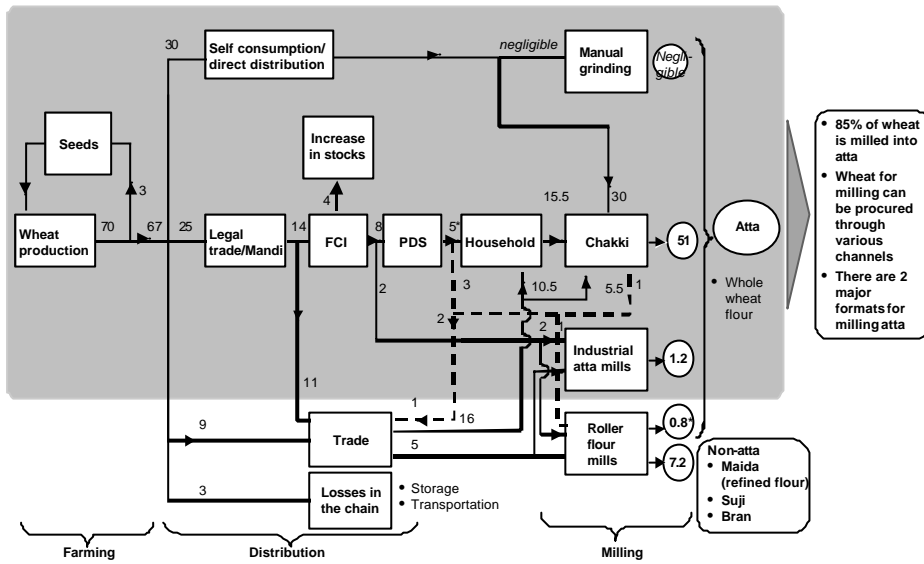 30
Self consumption/
direct distribution
negligible
Manual
grinding
Negli-
gible
Seeds
3
Increase
in stocks
4
15.5
30
Wheat
production
70
67
25
Legal
trade/Mandi
14
FCI
8
PDS
5*
Household
Chakki
51
Atta
• Whole
wheat
flour
2
3
10.5
5.5
1
2
2
1
Industrial
atta mills
1.2
11
1
16
9
Trade
5
Roller
flour
mills
0.8*
7.2
3
Losses in
the chain
• Storage
• Transportation
• 85% of wheat
is milled into
atta
• Wheat for
milling can
be procured
through
various
channels
• There are 2
major
formats for
milling atta
Non-atta
• Maida
(refined flour)
• Suji
• Bran
Farming
Distribution
Milling